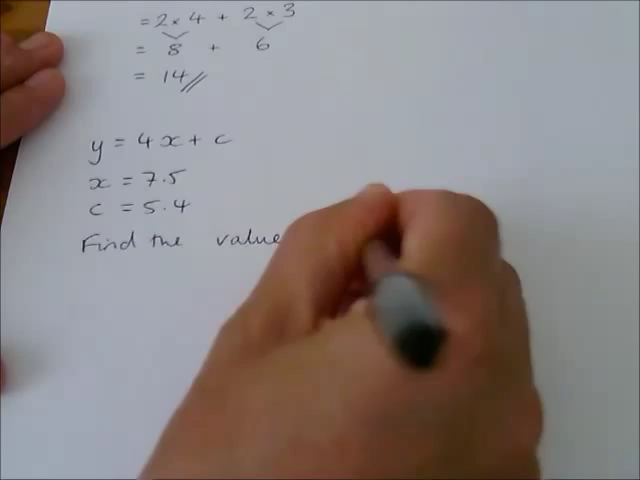 = 2 × 4 + 2 × 3
= 8 + 6
= 14
y = 4x + c
x = 7.5
c = 5.4
Find the value